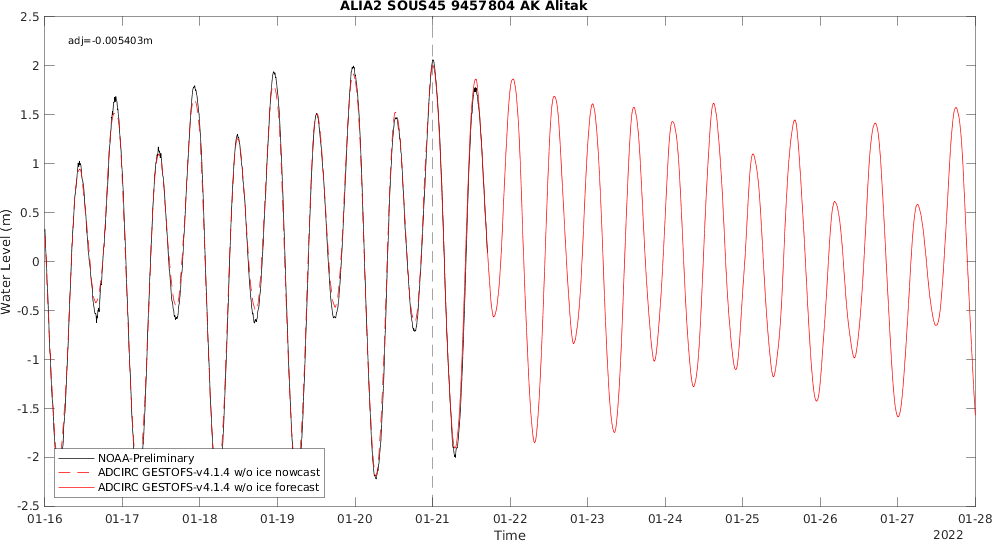 ALIA2 SOUS45 9457804 AK Alitak
adj=-0.005403m
2.5
2
1.5
1
0.5
0
-0.5
-1
-1.5
-2
-2.5
Water Level (m)
NOAA-Preliminary
ADCIRC GESTOFS-v4.1.4 w/o ice nowcast
ADCIRC GESTOFS-v4.1.4 w/o ice forecast
01-16 01-17 01-18 01-19 01-20 01-21 01-22 01-23 01-24 01-25 01-26 01-27 01-28
Time
2022